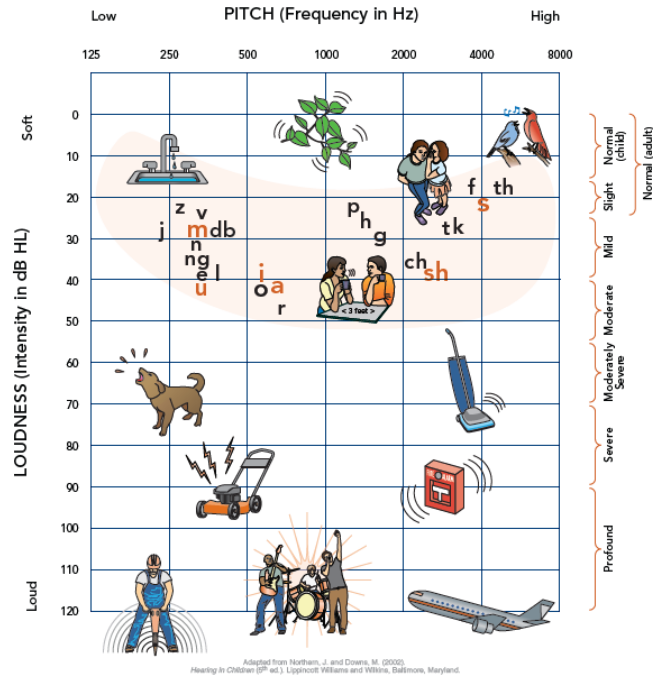 PITCH (Frequency in Hz)
Low
High
125 250 500 1000 2000 4000 8000
LOUDNESS (Intensity in dB HL)
Soft
Loud
0
10
20
30
40
50
60
70
80
90
100
110
120
z
v
j
m
db
n
ng
e
l
u
i
o
a
r
p
h
g
ch
sh
f
th
s
t k
< 3 feet >
Normal (child)
Normal (adult)
Slight
Mild
Moderate
Moderately Severe
Severe
Profound
Adapted from Northern, J. and Downs, M. (2002).
Hearing in Children (5th ed.). Lippincott Williams and Wilkins, Baltimore, Maryland.